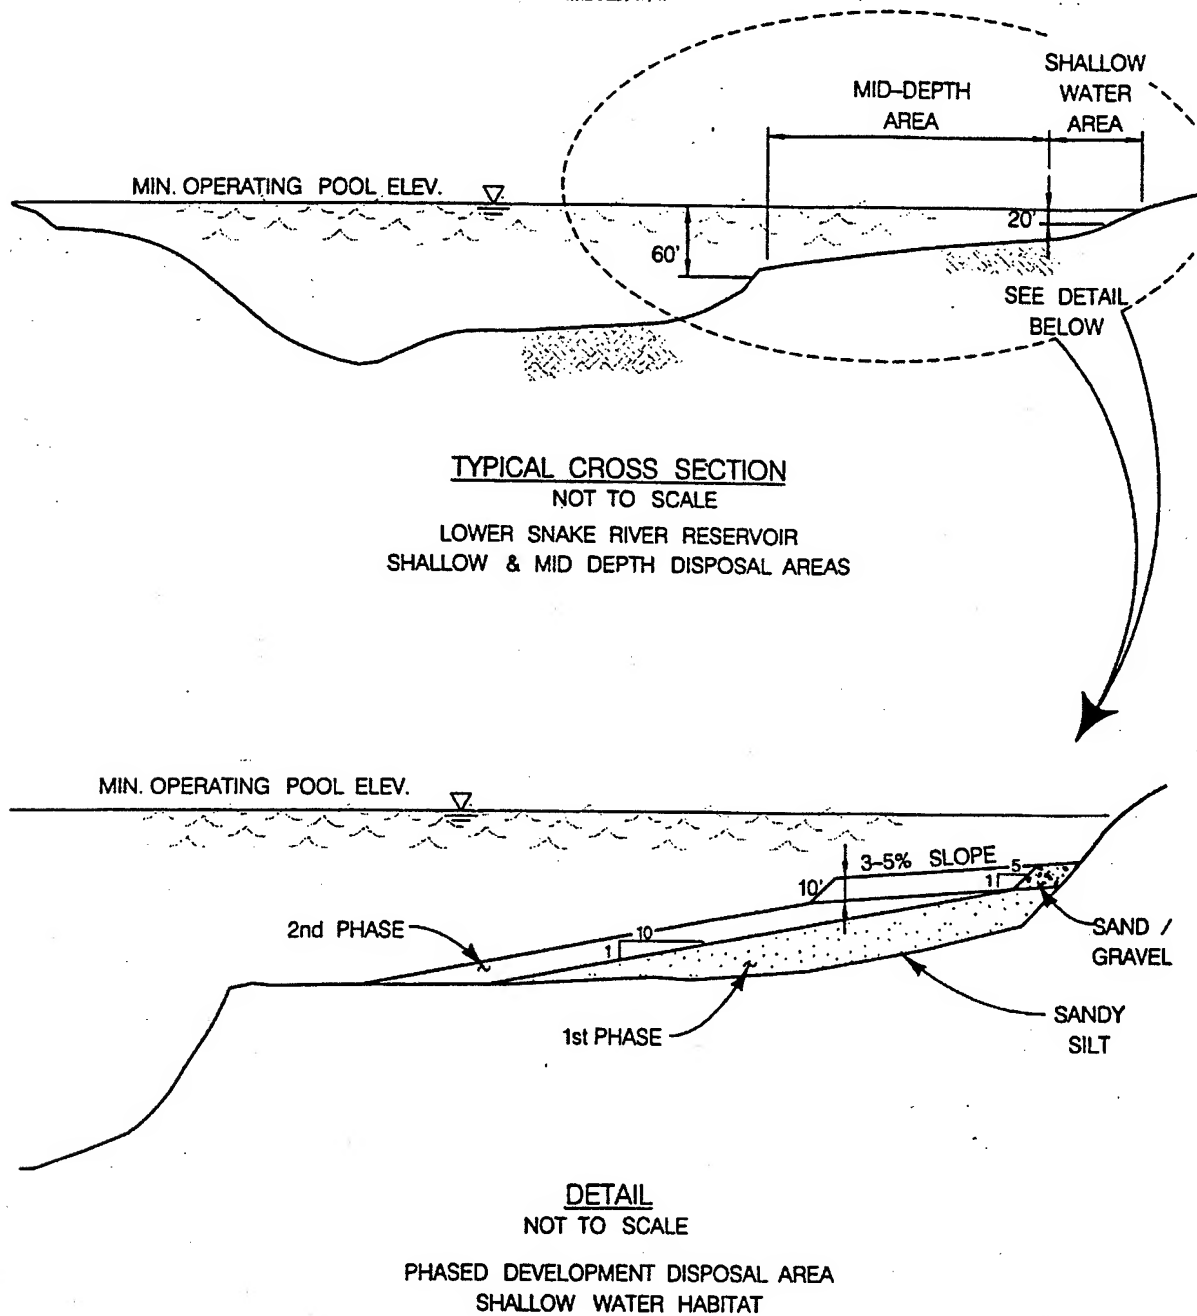 SHALLOW
WATER
AREA
MID-DEPTH
AREA
MIN. OPERATING POOL ELEV.
20'
60'
SEE DETAIL
BELOW
TYPICAL CROSS SECTION
NOT TO SCALE
LOWER SNAKE RIVER RESERVOIR
SHALLOW & MID DEPTH DISPOSAL AREAS
MIN. OPERATING POOL ELEV.
3-5% SLOPE
5
1
10'
2nd PHASE
10
1
SAND /
GRAVEL
1st PHASE
SANDY
SILT
DETAIL
NOT TO SCALE
PHASED DEVELOPMENT DISPOSAL AREA
SHALLOW WATER HABITAT